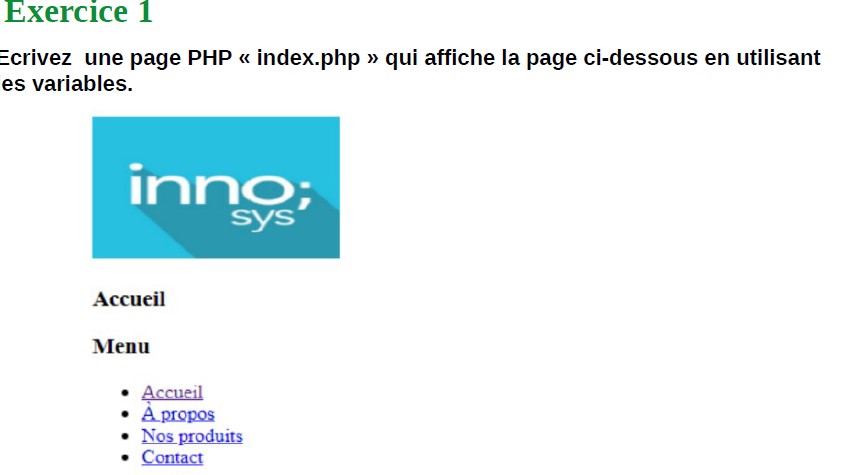 Exercice 1
Ecrivez une page PHP « index.php » qui affiche la page ci-dessous en utilisant
es variables.
inno;
sys
Accueil
Menu
• Accueil
• À propos
• Nos produits
• Contact